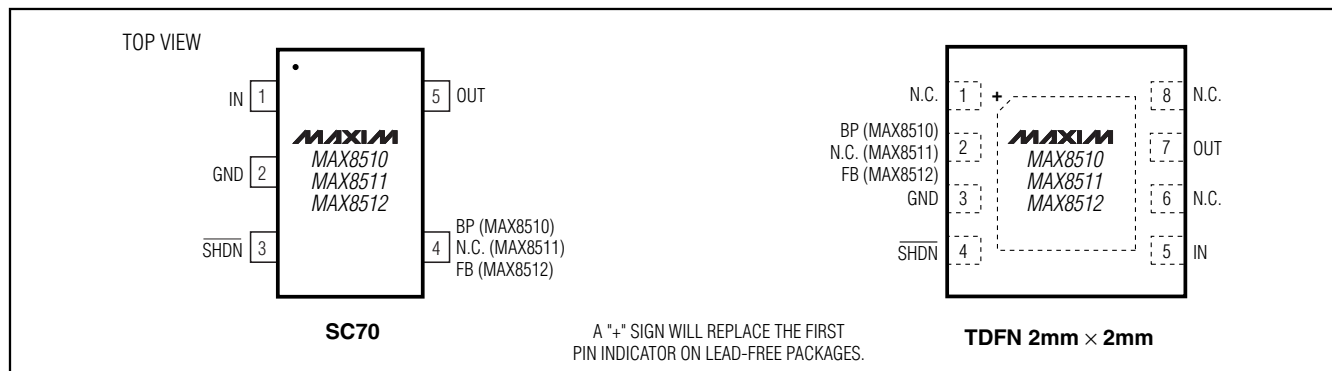 TOP VIEW
IN 1
5 OUT
GND 2
SHDN 3
4 BP (MAX8510)
N.C. (MAX8511)
FB (MAX8512)
MAXIM
MAX8510
MAX8511
MAX8512
SC70
A "+" SIGN WILL REPLACE THE FIRST
PIN INDICATOR ON LEAD-FREE PACKAGES.
N.C. 1 +
BP (MAX8510)
N.C. (MAX8511) 2
FB (MAX8512)
GND 3
SHDN 4
MAXIM
MAX8510
MAX8511
MAX8512
8 N.C.
7 OUT
6 N.C.
5 IN
TDFN 2mm × 2mm